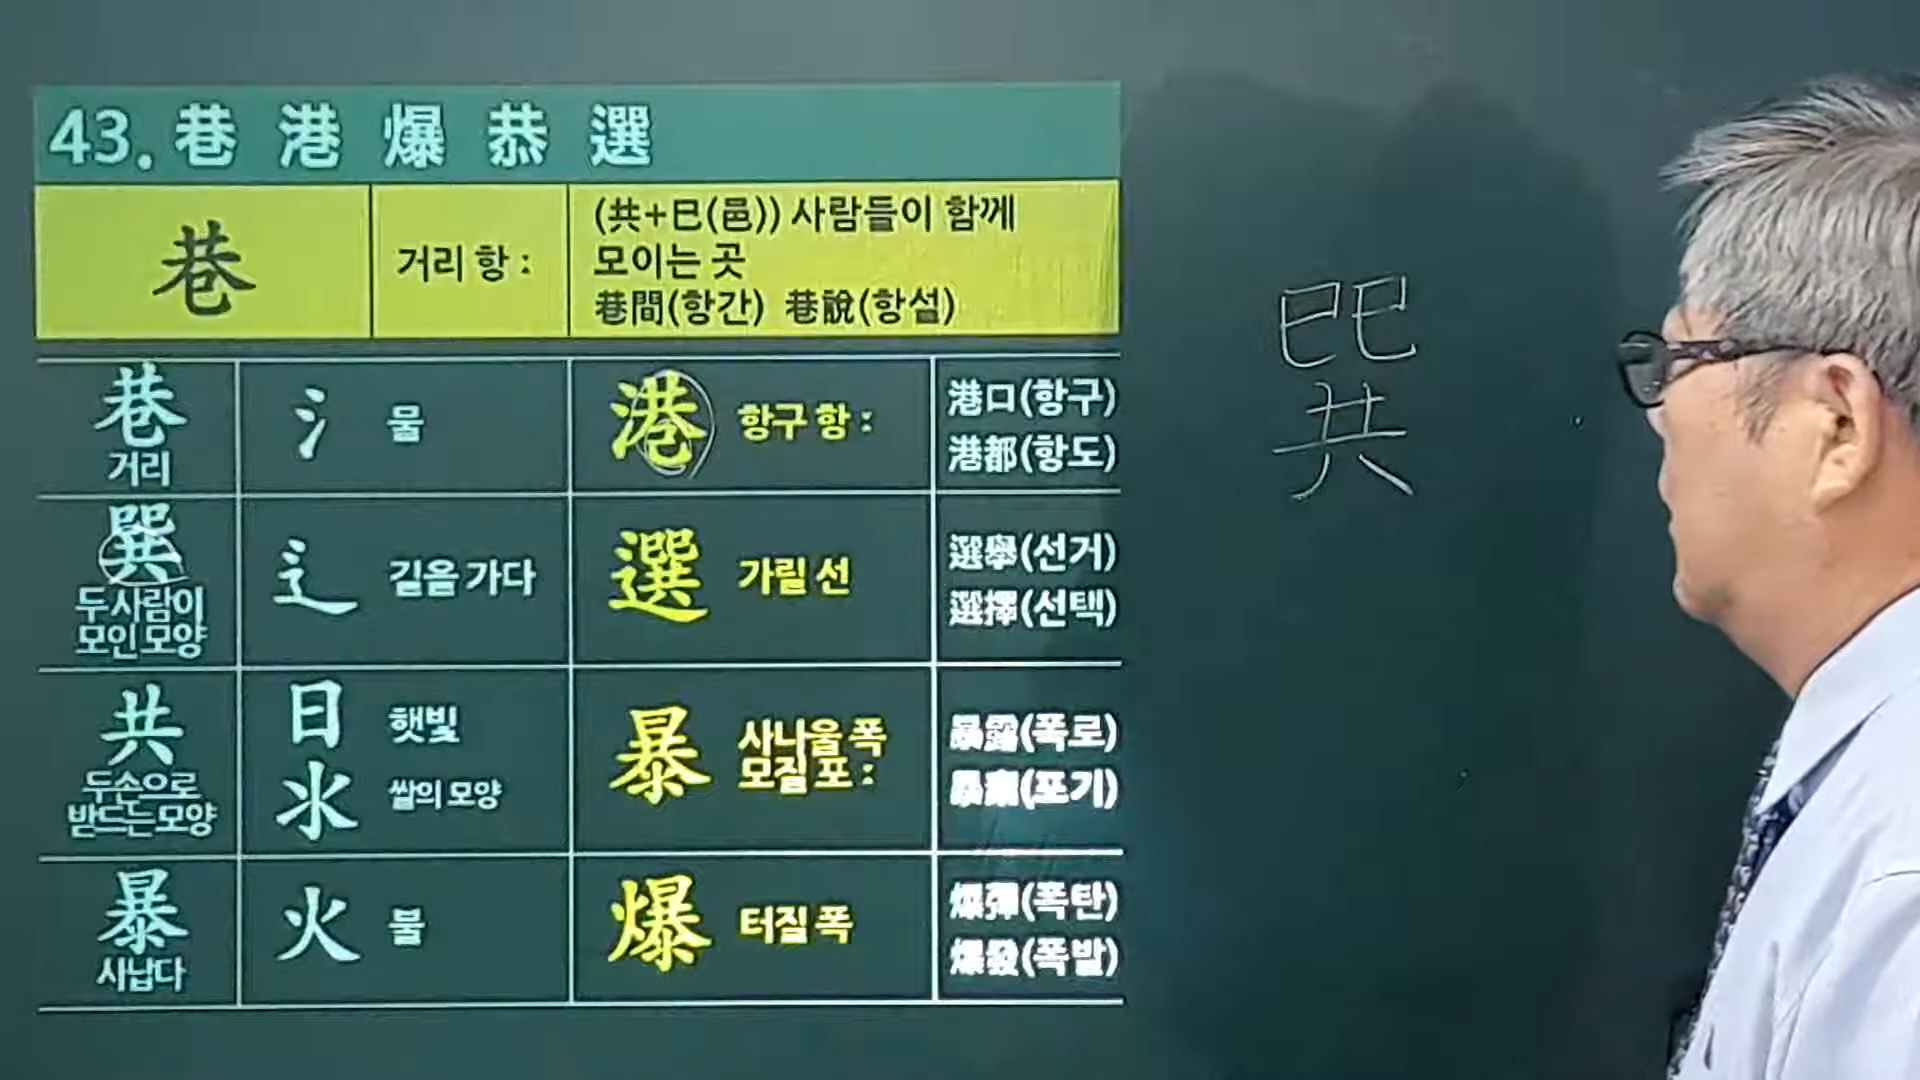 43. 巷 港 爆 恭 選
巷
거리 항 :
(共+巳(邑)) 사람들이 함께
모이는 곳
巷間(항간) 巷說(항설)
巷
거리
氵 물
港 항구 항 :
港口(항구)
港都(항도)
巽
두 사람이
모인 모양
辶 길을 가다
選 가릴 선
選擧(선거)
選擇(선택)
共
두 손으로
받드는 모양
日 햇빛
氺 쌀의 모양
暴 사나울 폭
모질 포 :
暴露(폭로)
暴棄(포기)
暴
사납다
火 불
爆 터질 폭
爆彈(폭탄)
爆發(폭발)
巽